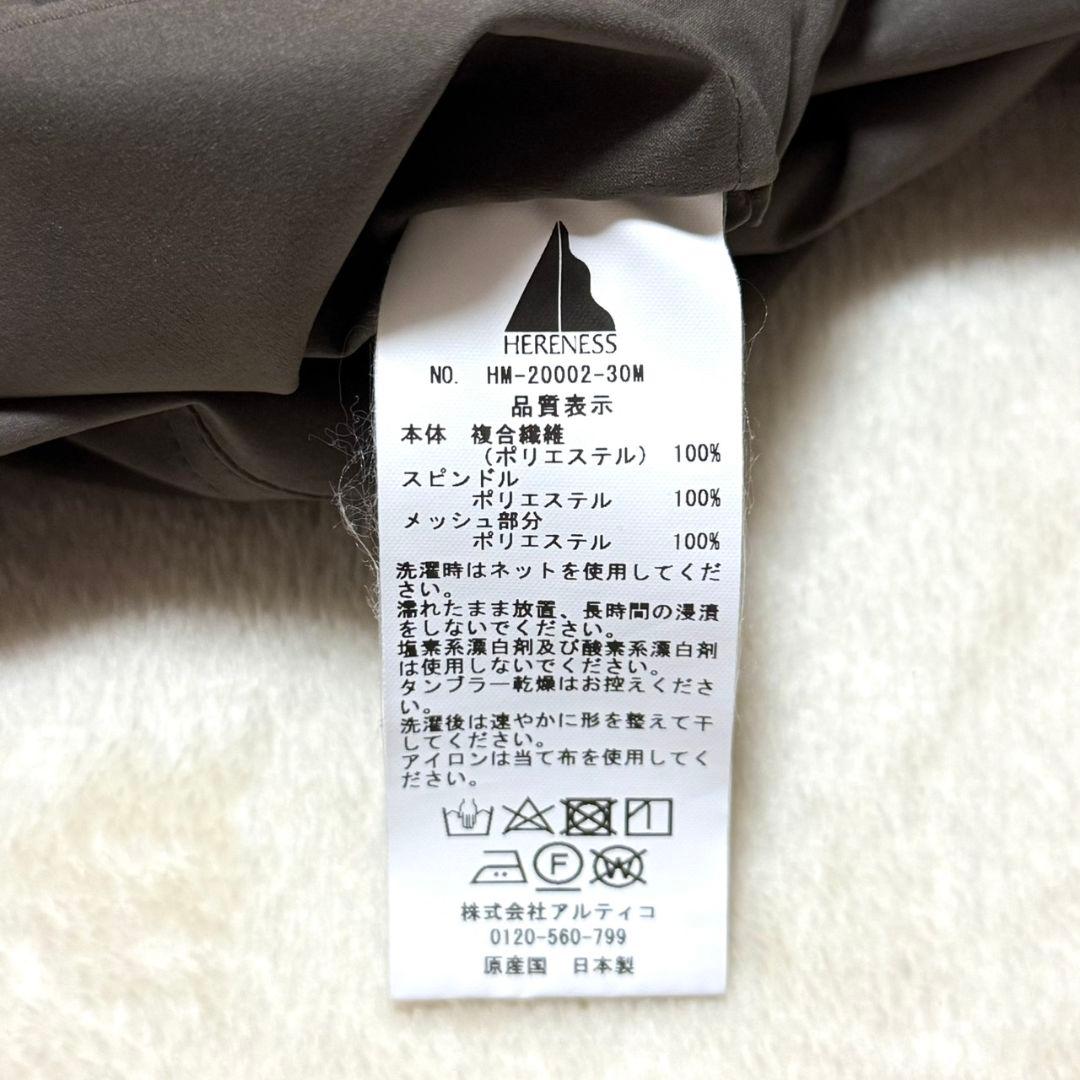 HERENESS
NO. HM-20002-30M
品質表示
本体 複合繊維
(ポリエステル) 100%
スピンドル
ポリエステル 100%
メッシュ部分
ポリエステル 100%
洗濯時はネットを使用してくだ
さい。
濡れたまま放置、長時間の浸漬
をしないでください。
塩素系漂白剤及び酸素系漂白剤
は使用しないでください。
タンブラー乾燥はお控えくださ
い。
洗濯後は速やかに形を整えて干
してください。
アイロンは当て布を使用してく
ださい。
F W
株式会社アルティコ
0120-560-799
原産国 日本製